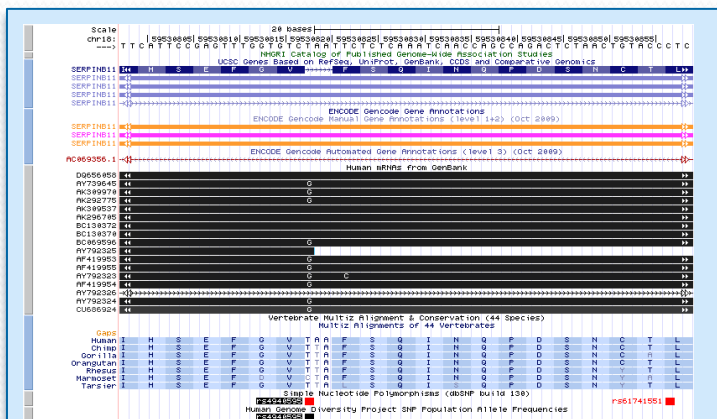 Scale 20 bases
chr18: |59530805|59530810|59530815|59530820|59530825|59530830|59530835|59530840|59530845|59530850|59530855|
---> T T C A T T C C G A G T T T G G T G T C T A A T T C T C T C A A A T C A A C C A G C C A G A C T C T A A C T G T A C C C T C
NHGRI Catalog of Published Genome-Wide Association Studies
UCSC Genes Based on RefSeq, UniProt, GenBank, CCDS and Comparative Genomics
SERPINB11 I H S E F G V F S Q I N Q P D S N C T L
SERPINB11
SERPINB11
SERPINB11
SERPINB11
ENCODE Gencode Gene Annotations
ENCODE Gencode Manual Gene Annotations (level 1+2) (Oct 2009)
SERPINB11
SERPINB11
SERPINB11
ENCODE Gencode Automated Gene Annotations (level 3) (Oct 2009)
AC069356.1
Human mRNAs from GenBank
DQ656058
AY739645 G
AK309970 G
AK292775 G
AK309537
AK296705
BC130372
BC130370
BC069596 G
AY792325
AF419953 G
AF419955 G
AY792323 G C
AF419954 G
AY792326
AY792324 G
CU686924 G
Vertebrate Multiz Alignment & Conservation (44 Species)
Multiz Alignments of 44 Vertebrates
Gaps
Human I H S E F G V T A A F S Q I N Q P D S N C T L
Chimp I H S E F G V T T A F S Q I N Q P D S N C T L
Gorilla I H S E F G V T T A F S Q I N Q P D S N C A L
Orangutan I H S E F G V T T A F S Q I N Q P D S N C T L
Rhesus I H S E F G V T T A F S Q I N Q P D S N Y T L
Marmoset I H S E F G V C T A F S Q I N Q P D S N Y A L
Tarsier I H S E F G V T T A L S Q I N Q P D S N C T L
Simple Nucleotide Polymorphisms (dbSNP build 130)
rs4940595 rs61741551
Human Genome Diversity Project SNP Population Allele Frequencies
rs4940595